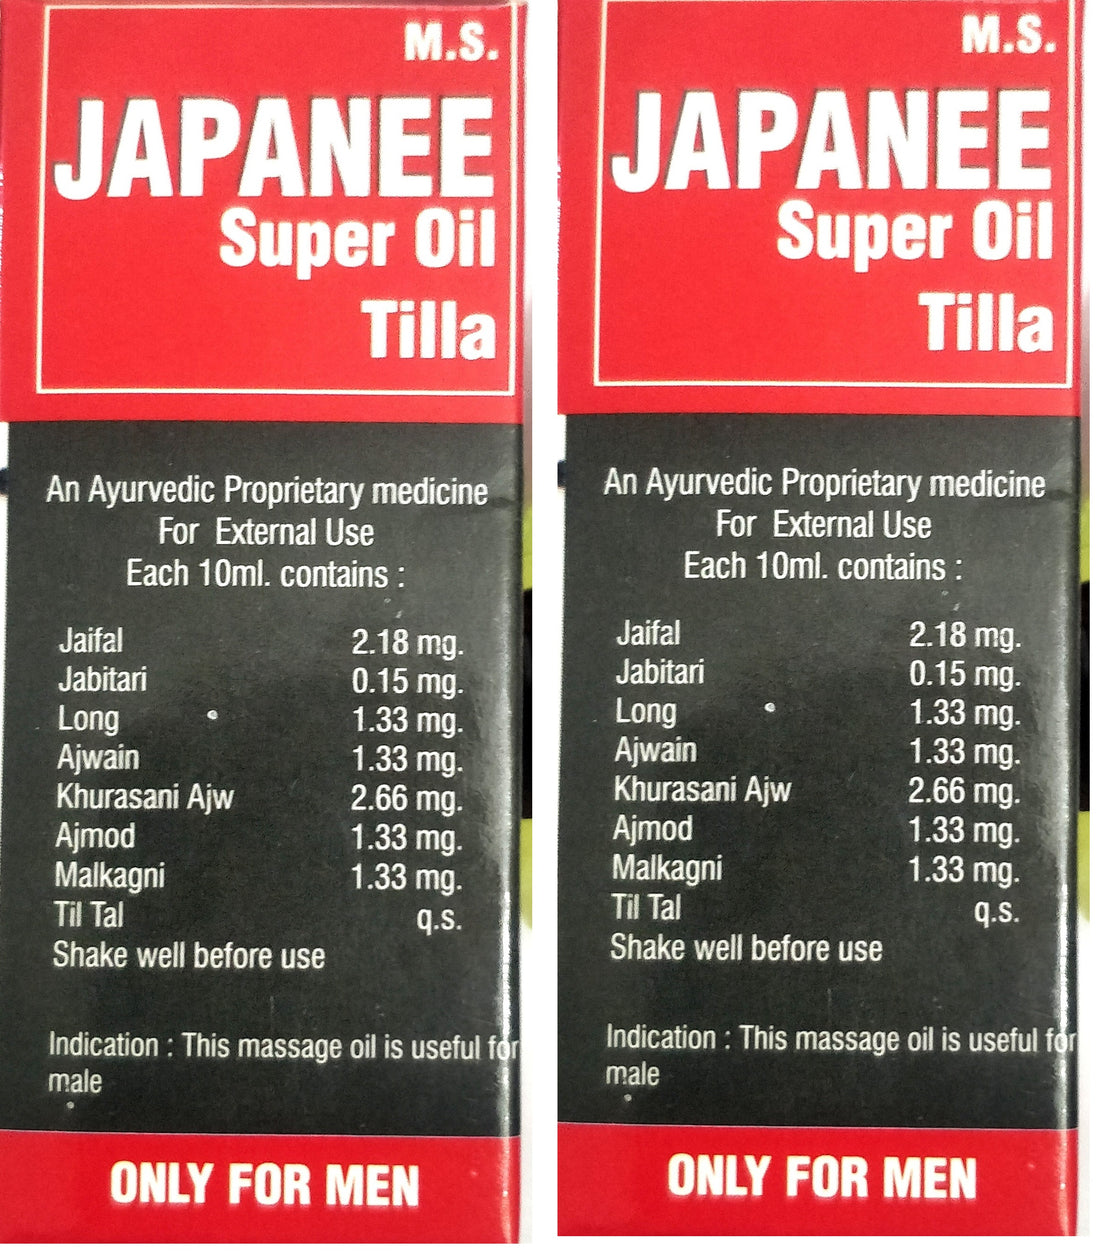 M.S.
JAPANEE
Super Oil
Tilla
An Ayurvedic Proprietary medicine
For External Use
Each 10ml. contains :
Jaifal 2.18 mg.
Jabitari 0.15 mg.
Long 1.33 mg.
Ajwain 1.33 mg.
Khurasani Ajw 2.66 mg.
Ajmod 1.33 mg.
Malkagni 1.33 mg.
Til Tal q.s.
Shake well before use
Indication : This massage oil is useful for
male
ONLY FOR MEN
M.S.
JAPANEE
Super Oil
Tilla
An Ayurvedic Proprietary medicine
For External Use
Each 10ml. contains :
Jaifal 2.18 mg.
Jabitari 0.15 mg.
Long 1.33 mg.
Ajwain 1.33 mg.
Khurasani Ajw 2.66 mg.
Ajmod 1.33 mg.
Malkagni 1.33 mg.
Til Tal q.s.
Shake well before use
Indication : This massage oil is useful for
male
ONLY FOR MEN